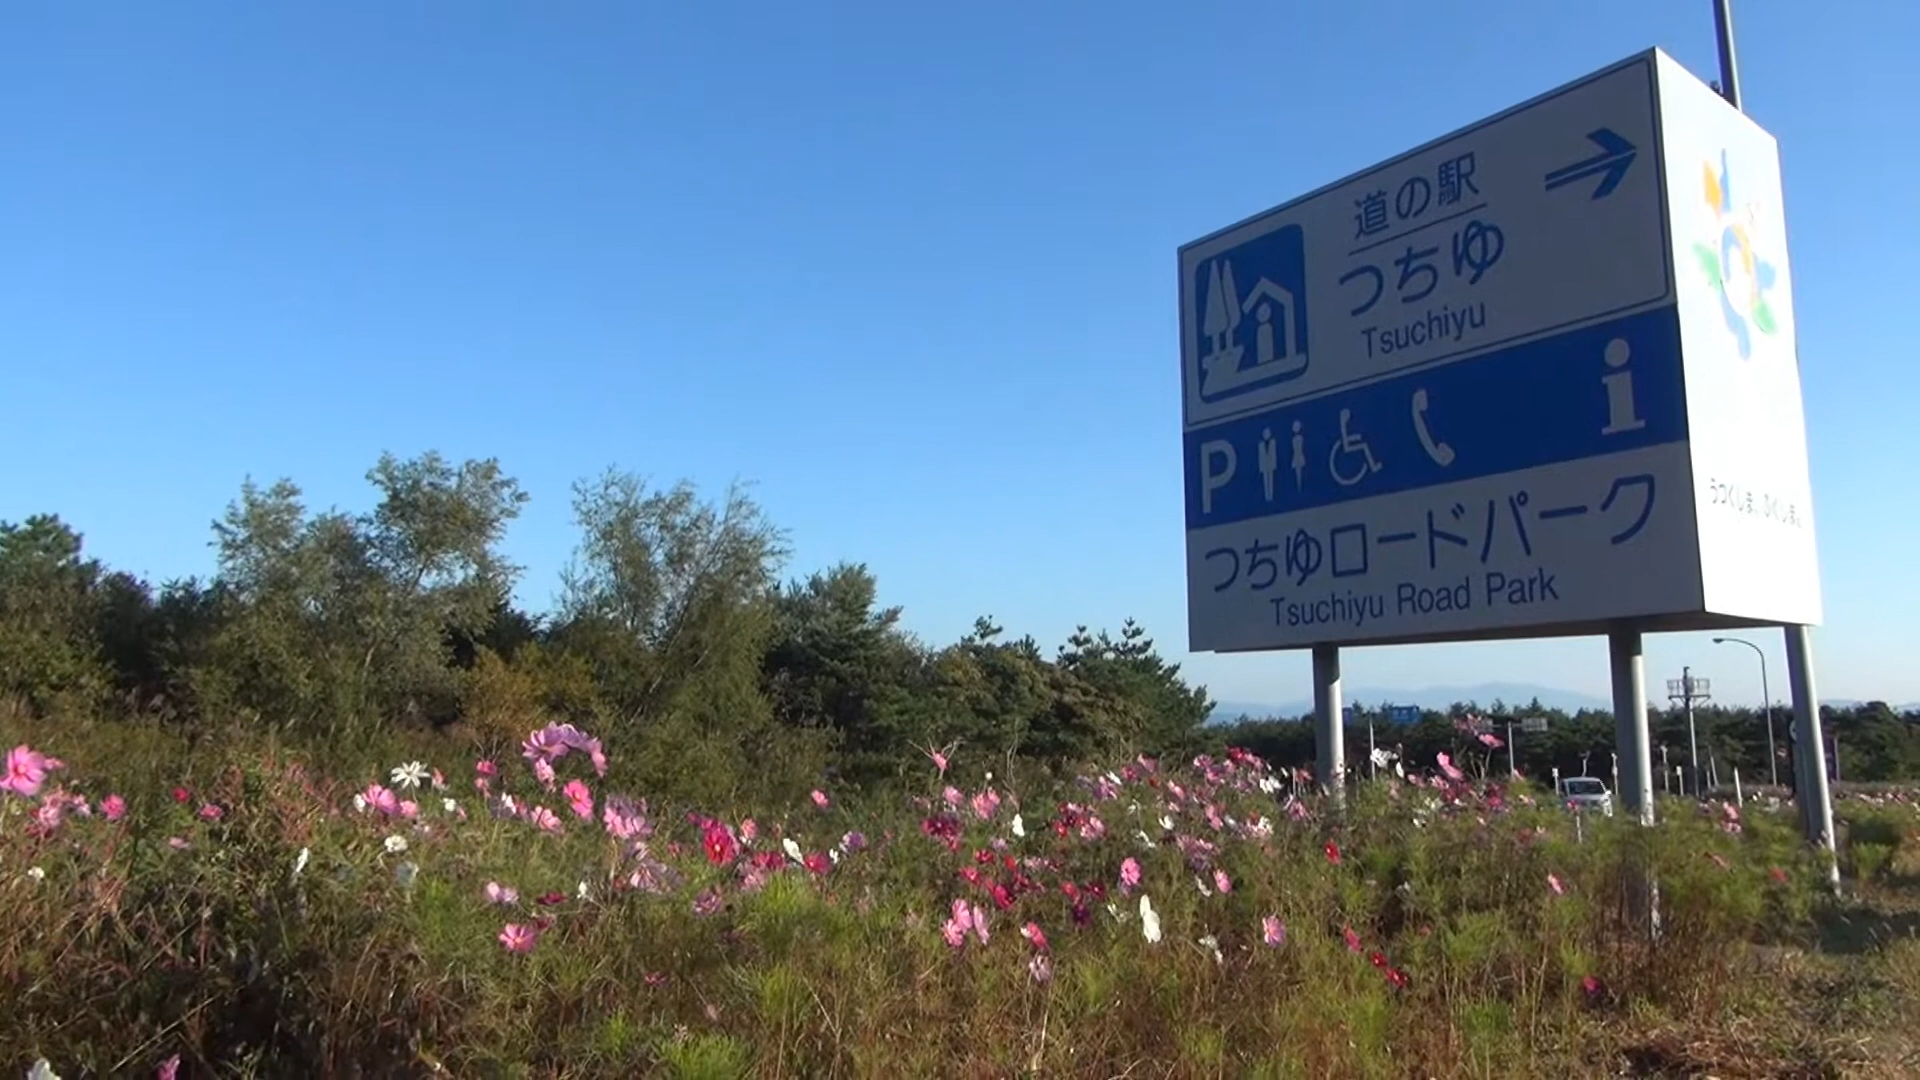 道の駅
つちゆ
Tsuchiyu
P
i
つちゆロードパーク
Tsuchiyu Road Park
うつくしま、ふくしま。